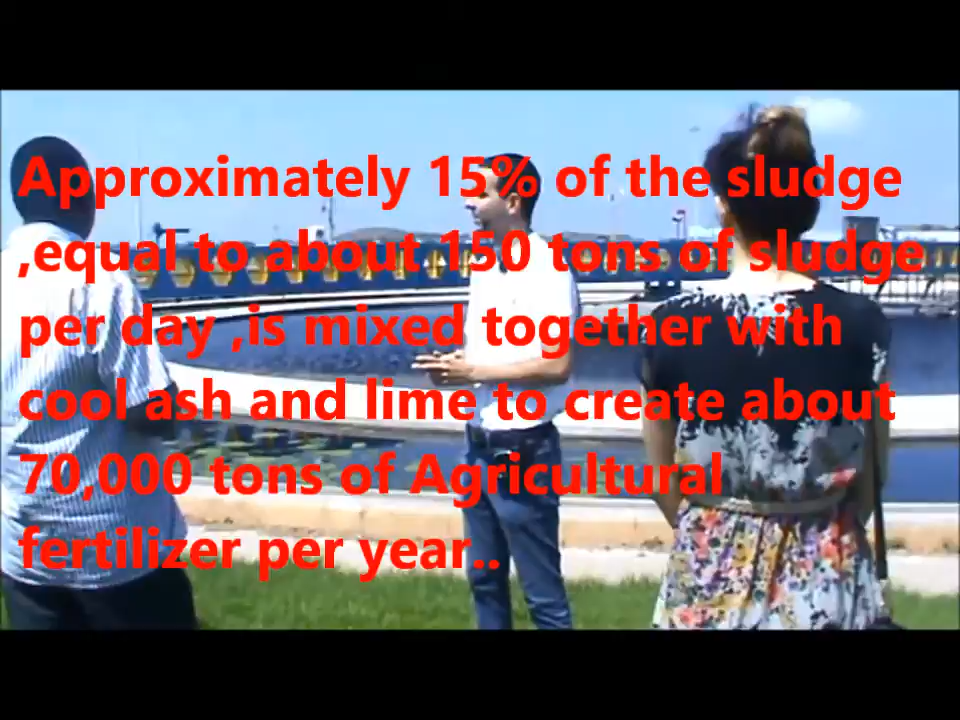 Approximately 15% of the sludge
,equal to about 150 tons of sludge
per day ,is mixed together with
cool ash and lime to create about
70,000 tons of Agricultural
fertilizer per year..